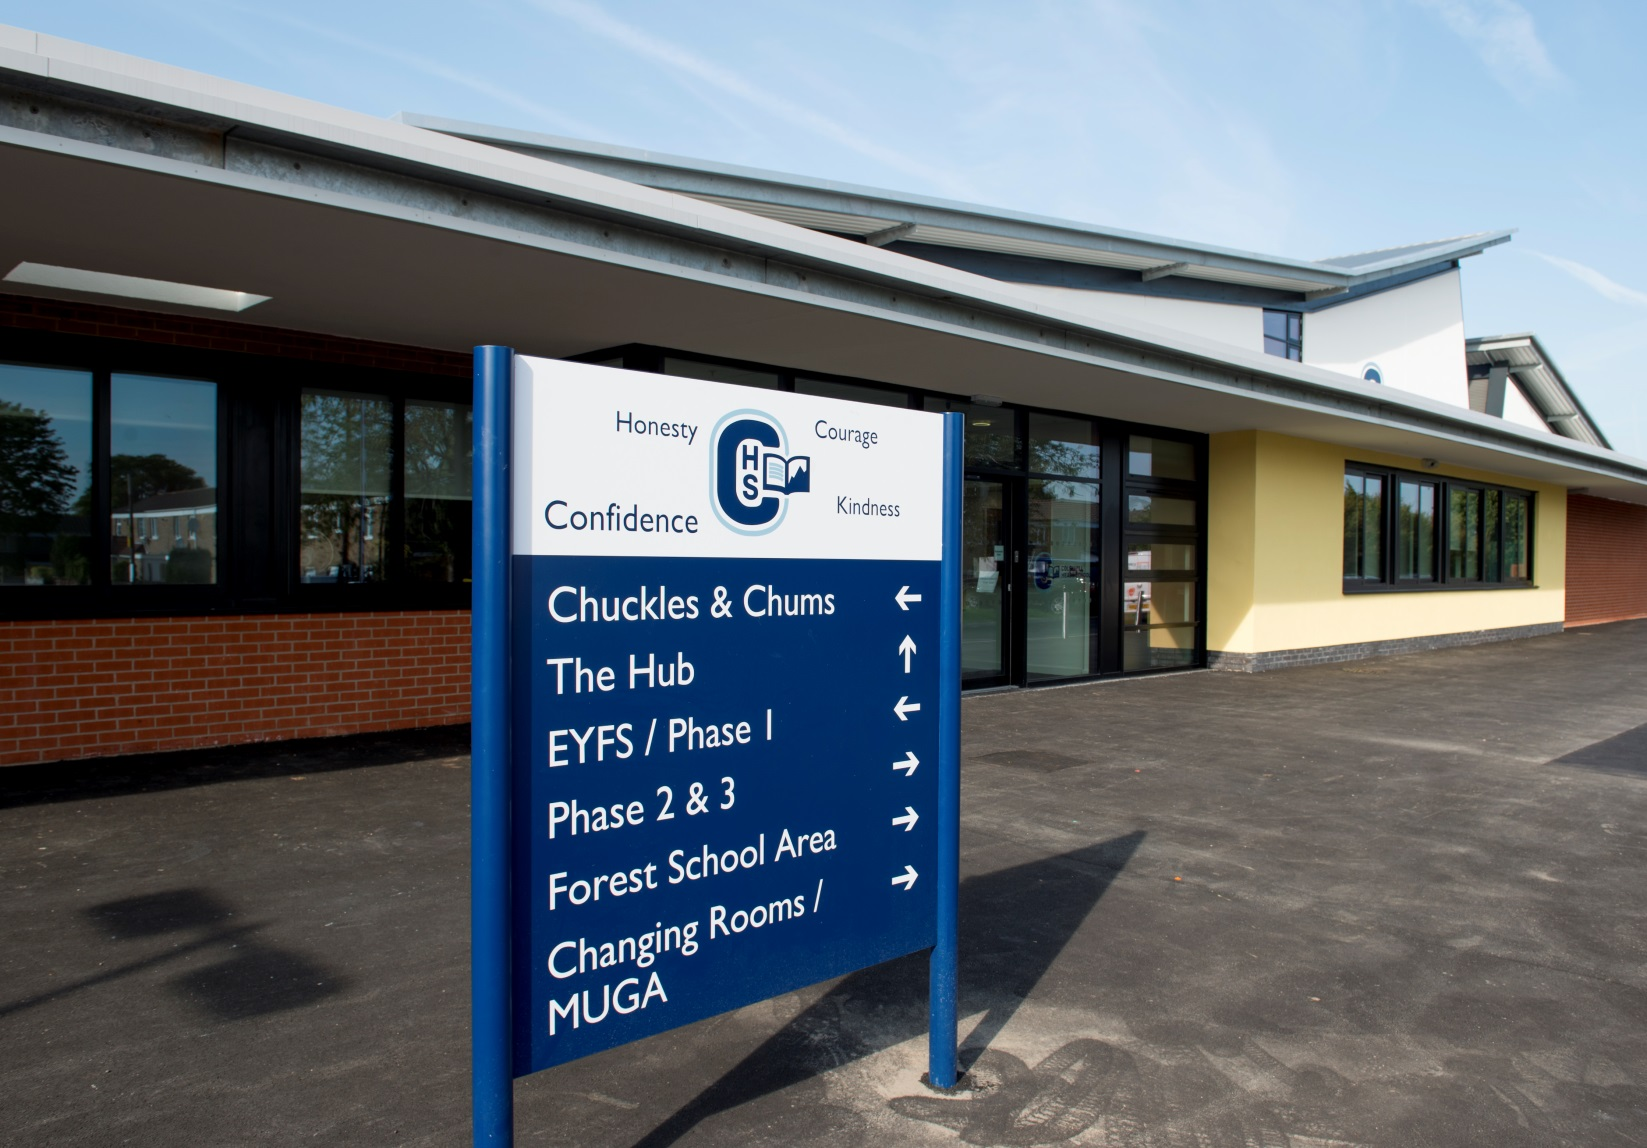 Honesty
Courage
CHS
Confidence
Kindness
Chuckles & Chums ←
The Hub ↑
EYFS / Phase 1 ←
Phase 2 & 3 →
Forest School Area →
Changing Rooms / →
MUGA